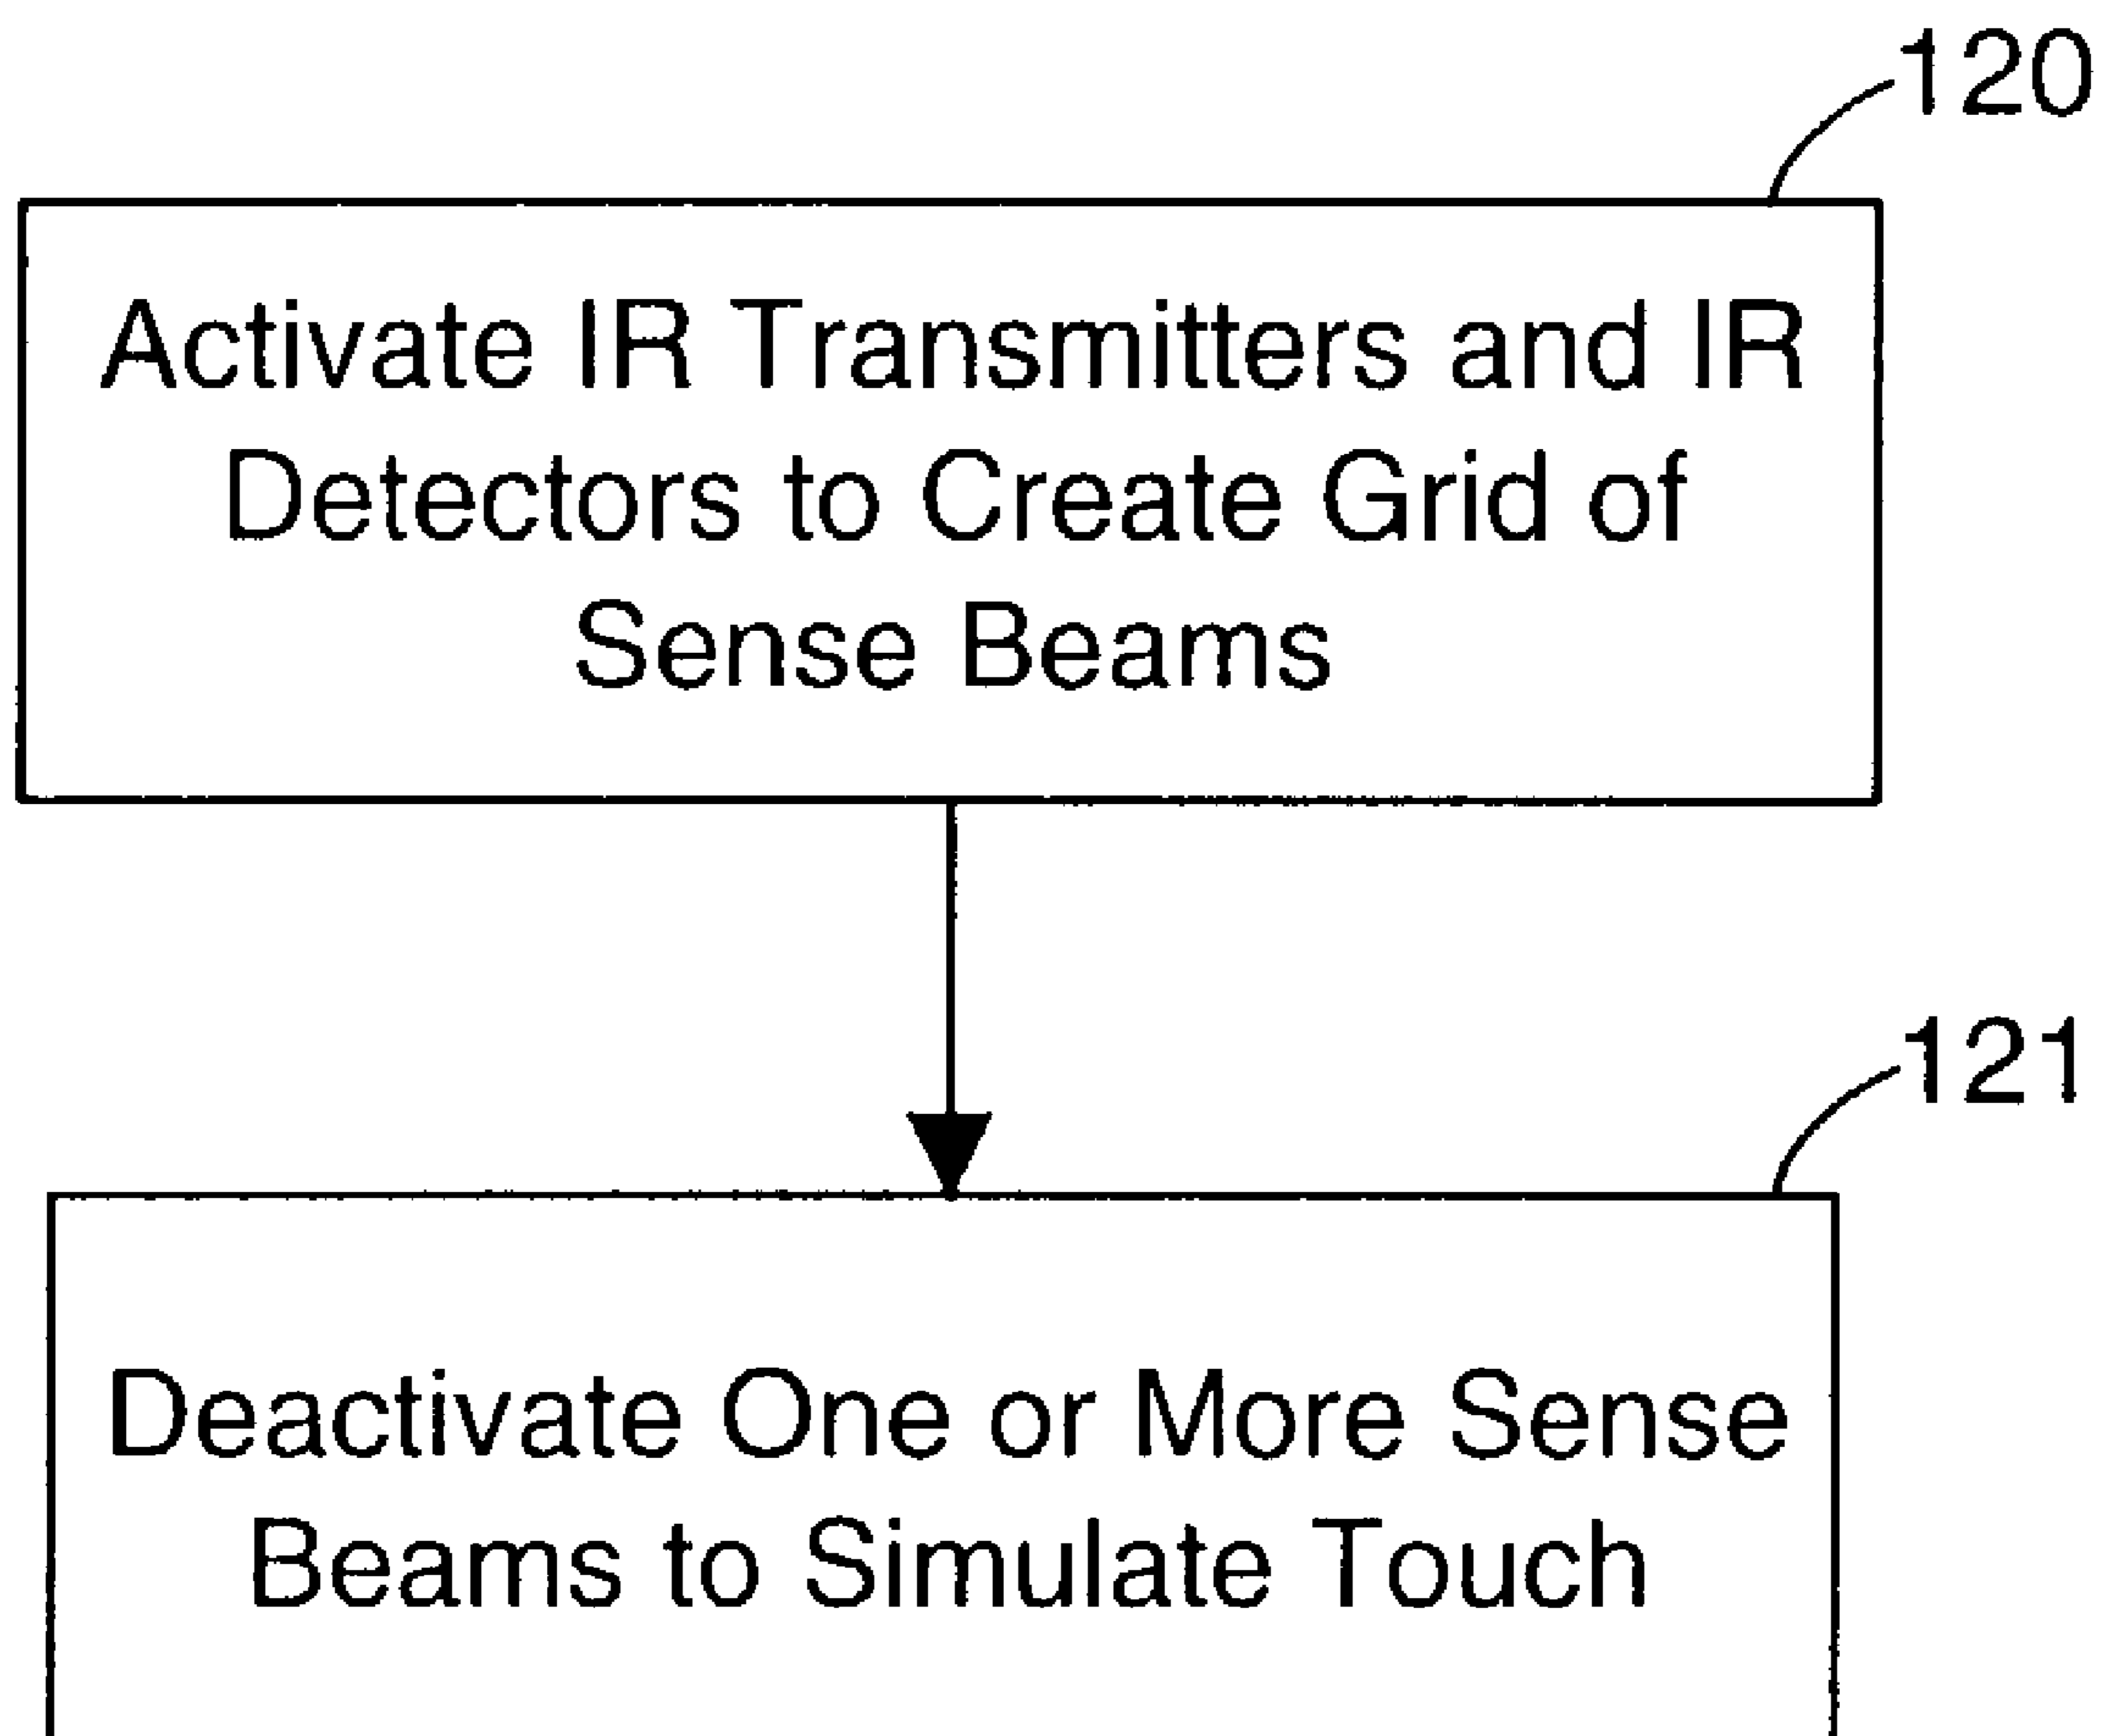 120
Activate IR Transmitters and IR
Detectors to Create Grid of
Sense Beams
121
Deactivate One or More Sense
Beams to Simulate Touch